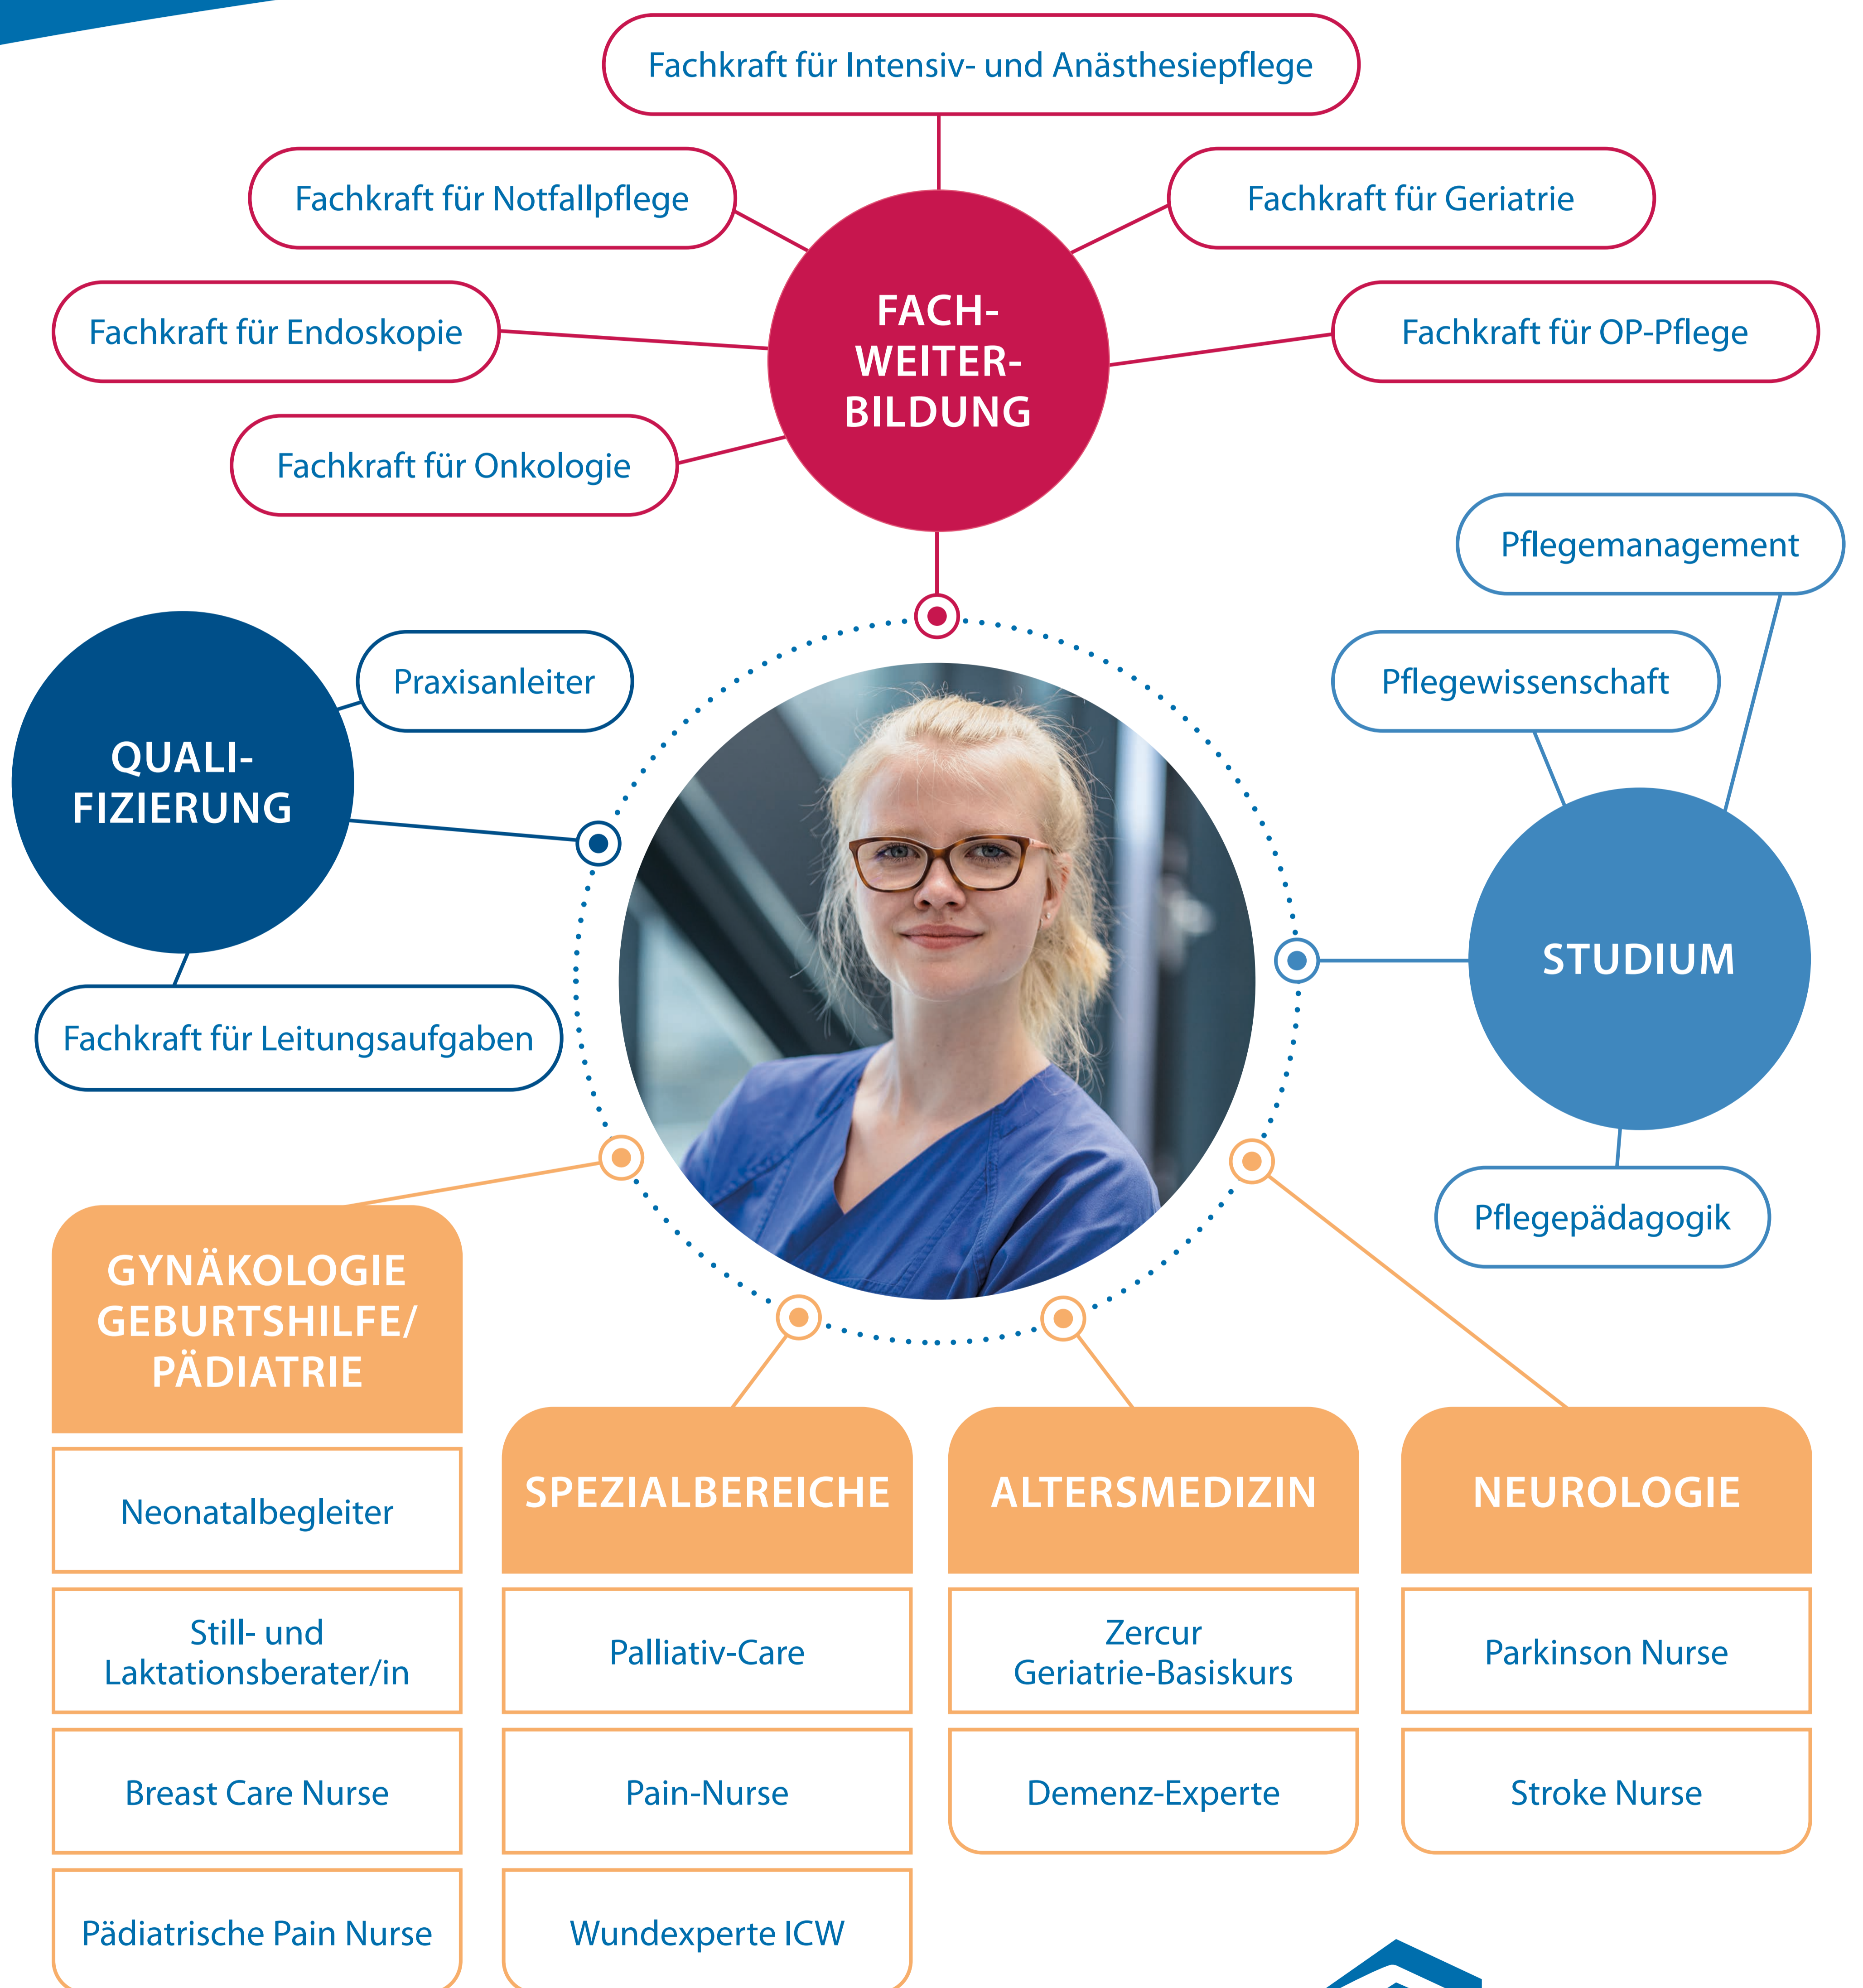 Fachkraft für Intensiv- und Anästhesiepflege
Fachkraft für Notfallpflege
Fachkraft für Geriatrie
Fachkraft für Endoskopie
FACH-
WEITER-
BILDUNG
Fachkraft für OP-Pflege
Fachkraft für Onkologie
Pflegemanagement
Praxisanleiter
Pflegewissenschaft
QUALI-
FIZIERUNG
STUDIUM
Fachkraft für Leitungsaufgaben
Pflegepädagogik
GYNÄKOLOGIE
GEBURTSHILFE/
PÄDIATRIE
Neonatalbegleiter
Still- und
Laktationsberater/in
Breast Care Nurse
Pädiatrische Pain Nurse
SPEZIALBEREICHE
Palliativ-Care
Pain-Nurse
Wundexperte ICW
ALTERSMEDIZIN
Zercur
Geriatrie-Basiskurs
Demenz-Experte
NEUROLOGIE
Parkinson Nurse
Stroke Nurse